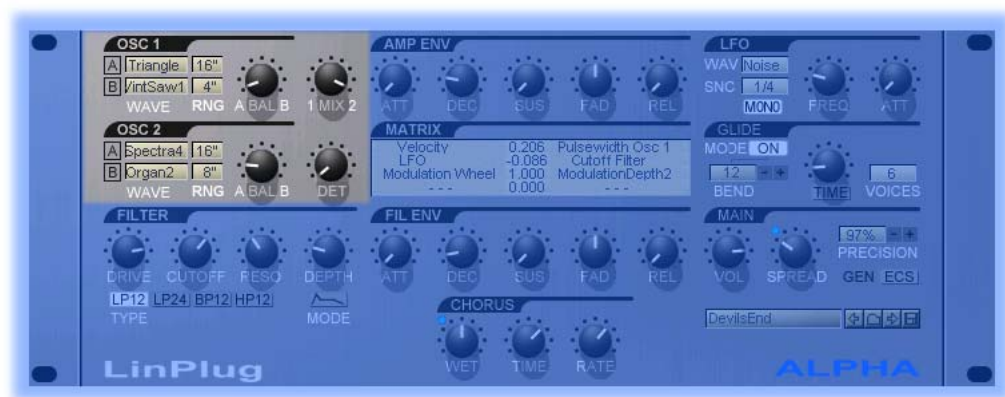 OSC 1 AMP ENV LFO
A Triangle 16" WAV Noise
B VintSaw1 4" SNC 1/4
WAVE RNG A BAL B 1 MIX 2 ATT DEC SUS FAD REL MONO FREQ ATT
OSC 2 MATRIX GLIDE
A Spectra4 16" Velocity 0.206 Pulsewidth Osc 1 MODE ON
LFO -0.086 Cutoff Filter
B Organ2 8" Modulation Wheel 1.000 ModulationDepth2 12 - + 6
WAVE RNG A BAL B DET - - - 0.000 - - - BEND TIME VOICES
FILTER FIL ENV MAIN
97% - +
PRECISION
DRIVE CUTOFF RESO DEPTH ATT DEC SUS FAD REL VOL SPREAD GEN ECS
LP12 LP24 BP12 HP12 CHORUS
TYPE MODE DevilsEnd
LinPlug WET TIME RATE ALPHA